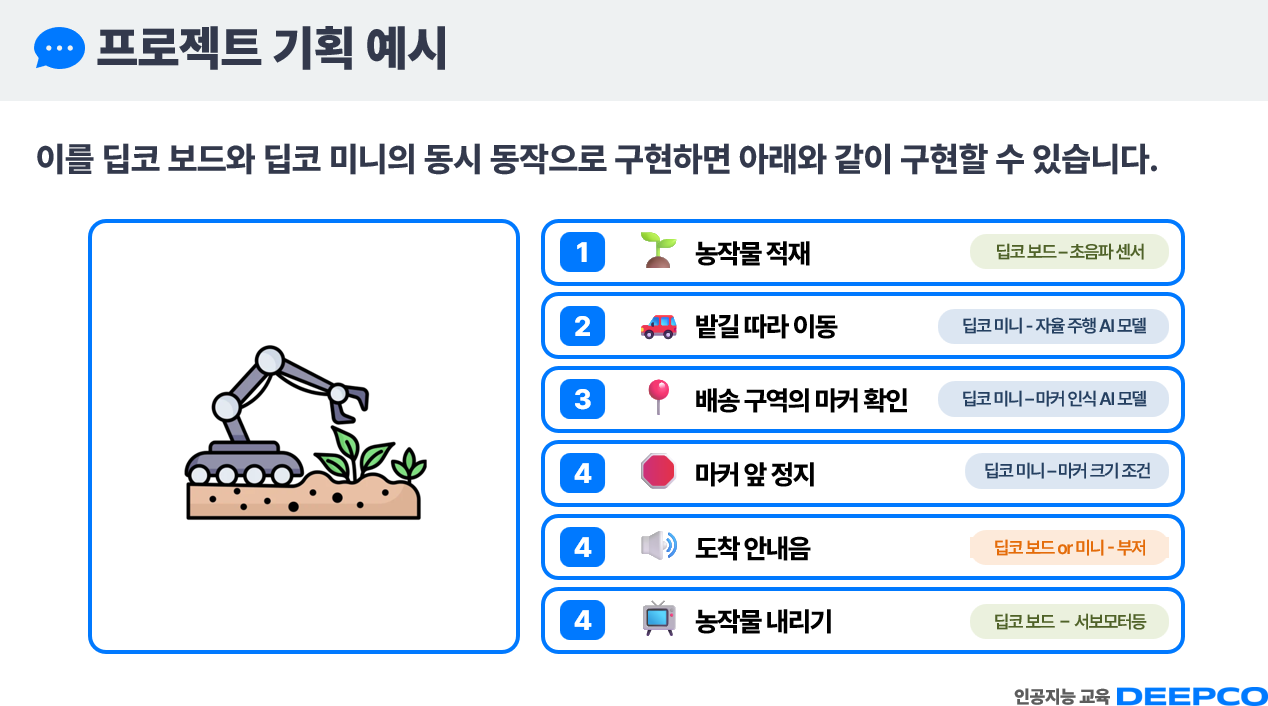 프로젝트 기획 예시
이를 딥코 보드와 딥코 미니의 동시 동작으로 구현하면 아래와 같이 구현할 수 있습니다.
1 농작물 적재 딥코 보드 – 초음파 센서
2 밭길 따라 이동 딥코 미니 - 자율 주행 AI 모델
3 배송 구역의 마커 확인 딥코 미니 – 마커 인식 AI 모델
4 마커 앞 정지 딥코 미니 – 마커 크기 조건
4 도착 안내음 딥코 보드 or 미니 - 부저
4 농작물 내리기 딥코 보드 – 서보모터등
인공지능 교육 DEEPCO